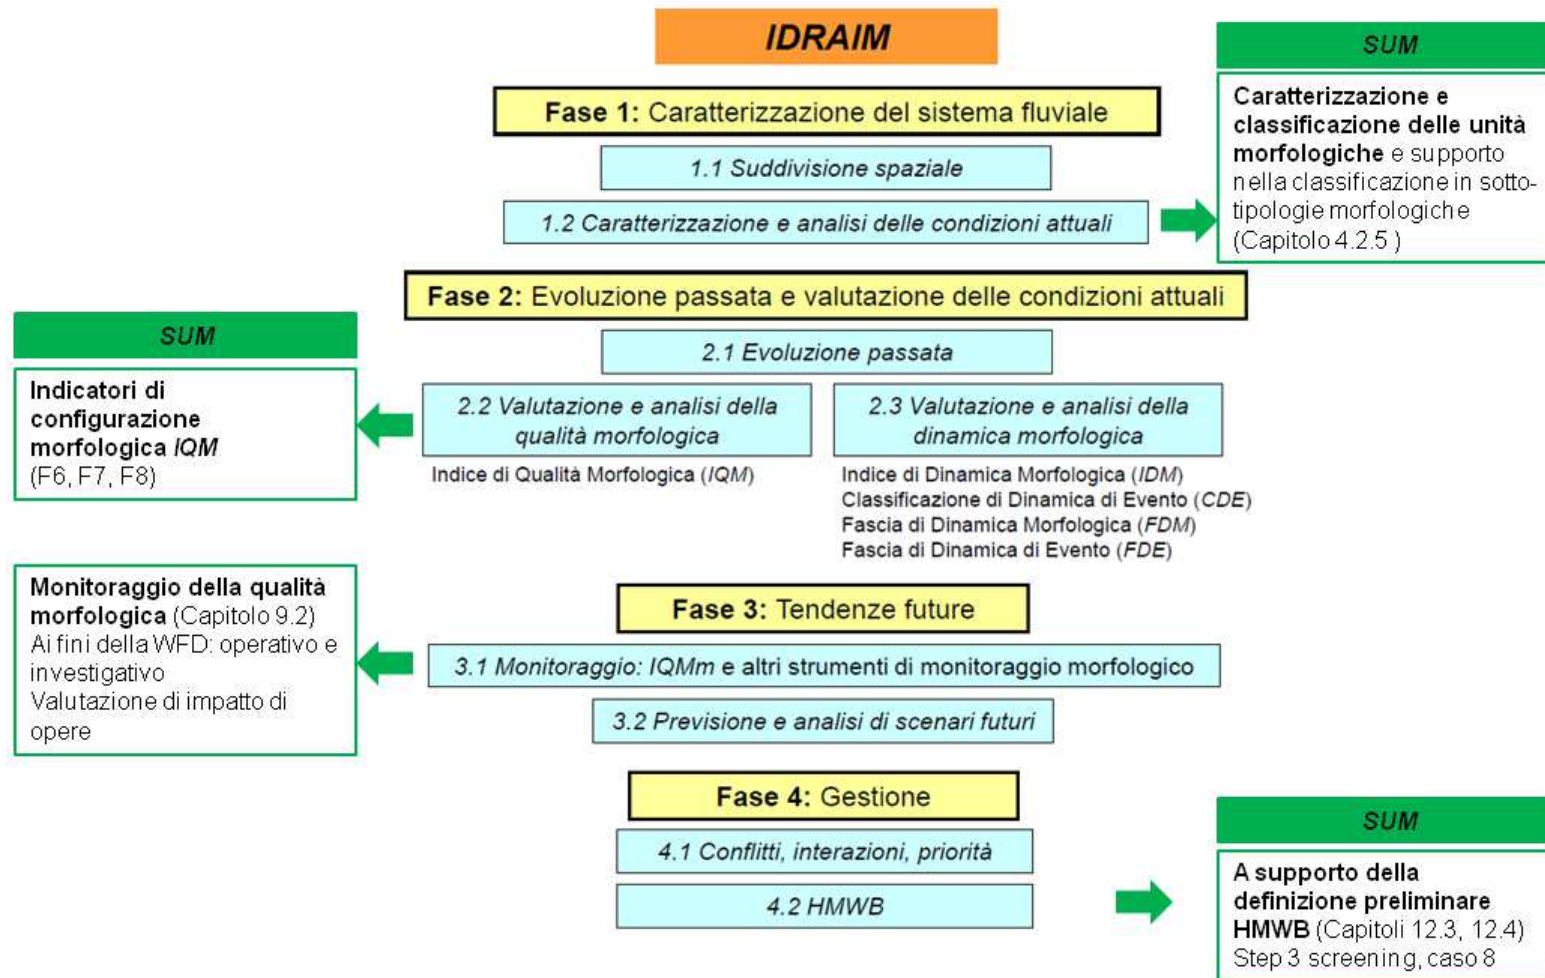 IDRAIM
SUM
Fase 1: Caratterizzazione del sistema fluviale
1.1 Suddivisione spaziale
1.2 Caratterizzazione e analisi delle condizioni attuali
Caratterizzazione e
classificazione delle unità
morfologiche e supporto
nella classificazione in sotto-
tipologie morfologiche
(Capitolo 4.2.5 )
Fase 2: Evoluzione passata e valutazione delle condizioni attuali
2.1 Evoluzione passata
SUM
Indicatori di
configurazione
morfologica IQM
(F6, F7, F8)
2.2 Valutazione e analisi della
qualità morfologica
Indice di Qualità Morfologica (IQM)
2.3 Valutazione e analisi della
dinamica morfologica
Indice di Dinamica Morfologica (IDM)
Classificazione di Dinamica di Evento (CDE)
Fascia di Dinamica Morfologica (FDM)
Fascia di Dinamica di Evento (FDE)
Monitoraggio della qualità
morfologica (Capitolo 9.2)
Ai fini della WFD: operativo e
investigativo
Valutazione di impatto di
opere
Fase 3: Tendenze future
3.1 Monitoraggio: IQMm e altri strumenti di monitoraggio morfologico
3.2 Previsione e analisi di scenari futuri
Fase 4: Gestione
4.1 Conflitti, interazioni, priorità
4.2 HMWB
SUM
A supporto della
definizione preliminare
HMWB (Capitoli 12.3, 12.4)
Step 3 screening, caso 8